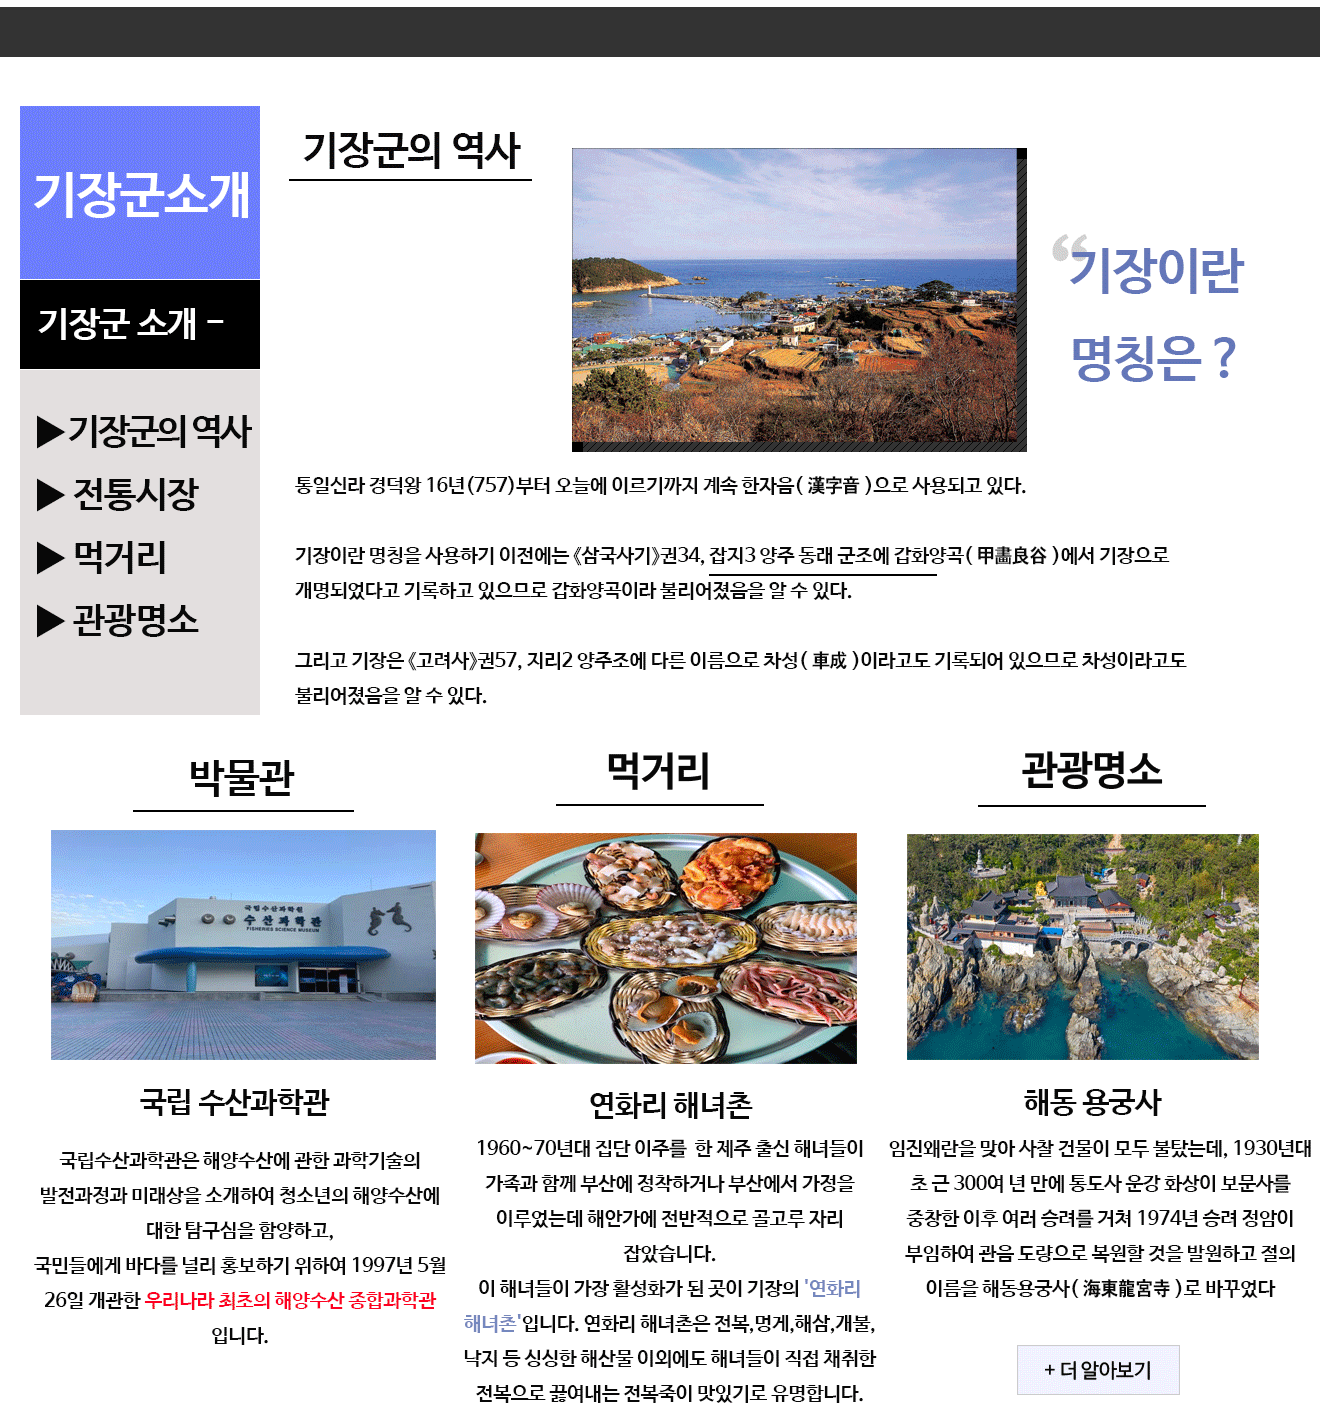 기장군소개
기장군 소개 -
▶기장군의 역사
▶ 전통시장
▶ 먹거리
▶ 관광명소
기장군의 역사
“기장이란
명칭은 ?
통일신라 경덕왕 16년(757)부터 오늘에 이르기까지 계속 한자음( 漢字音 )으로 사용되고 있다.
기장이란 명칭을 사용하기 이전에는 《삼국사기》권34, 잡지3 양주 동래 군조에 갑화양곡( 甲畵良谷 )에서 기장으로
개명되었다고 기록하고 있으므로 갑화양곡이라 불리어졌음을 알 수 있다.
그리고 기장은 《고려사》권57, 지리2 양주조에 다른 이름으로 차성( 車成 )이라고도 기록되어 있으므로 차성이라고도
불리어졌음을 알 수 있다.
박물관
국립수산과학원
수산과학관
FISHERIES SCIENCE MUSEUM
국립 수산과학관
국립수산과학관은 해양수산에 관한 과학기술의
발전과정과 미래상을 소개하여 청소년의 해양수산에
대한 탐구심을 함양하고,
국민들에게 바다를 널리 홍보하기 위하여 1997년 5월
26일 개관한 우리나라 최초의 해양수산 종합과학관
입니다.
먹거리
연화리 해녀촌
1960~70년대 집단 이주를 한 제주 출신 해녀들이
가족과 함께 부산에 정착하거나 부산에서 가정을
이루었는데 해안가에 전반적으로 골고루 자리
잡았습니다.
이 해녀들이 가장 활성화가 된 곳이 기장의 '연화리
해녀촌'입니다. 연화리 해녀촌은 전복,멍게,해삼,개불,
낙지 등 싱싱한 해산물 이외에도 해녀들이 직접 채취한
전복으로 끓여내는 전복죽이 맛있기로 유명합니다.
관광명소
해동 용궁사
임진왜란을 맞아 사찰 건물이 모두 불탔는데, 1930년대
초 근 300여 년 만에 통도사 운강 화상이 보문사를
중창한 이후 여러 승려를 거쳐 1974년 승려 정암이
부임하여 관음 도량으로 복원할 것을 발원하고 절의
이름을 해동용궁사( 海東龍宮寺 )로 바꾸었다
+ 더 알아보기